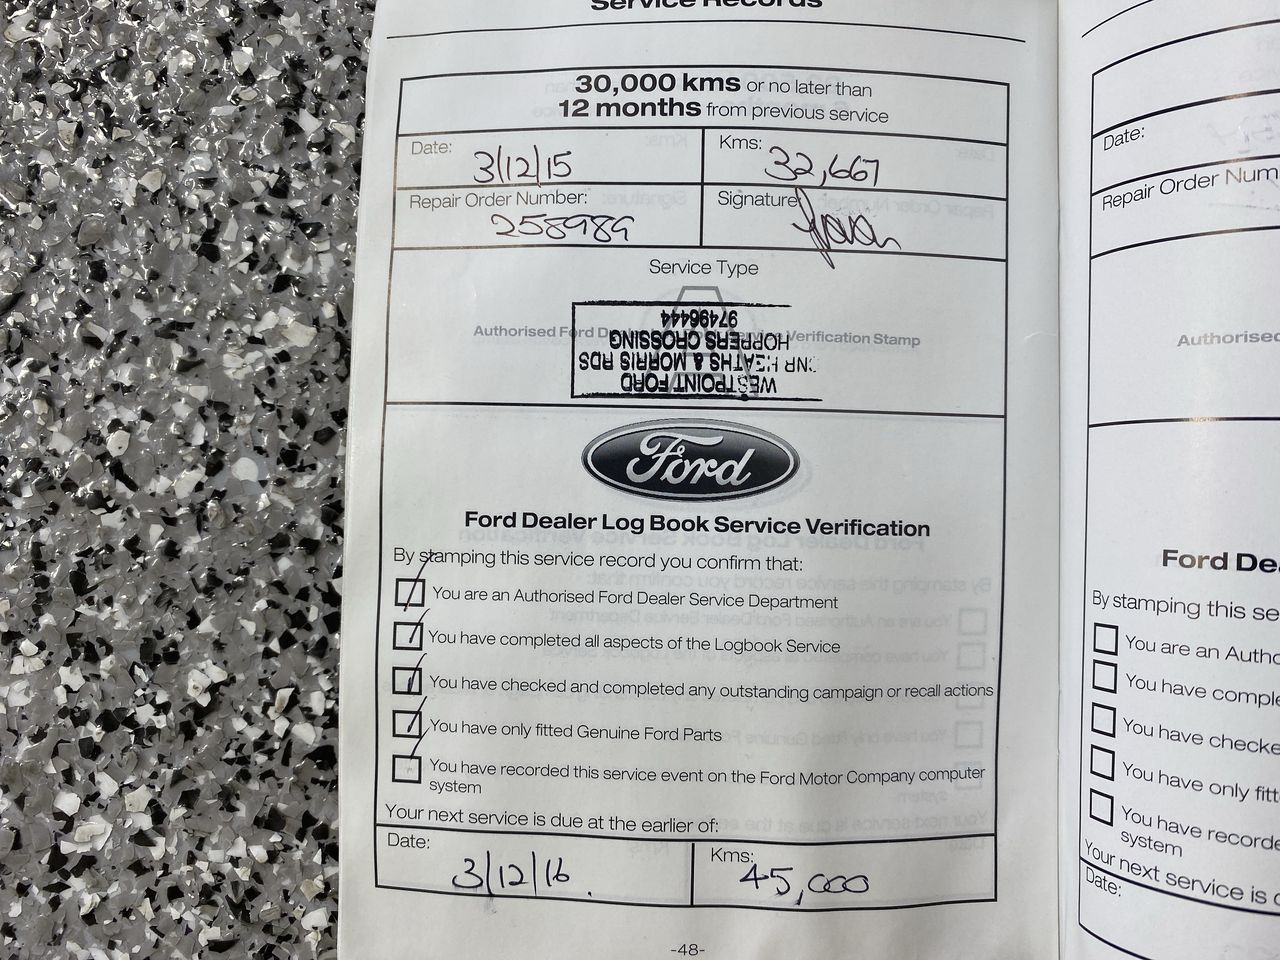 Service Records
30,000 kms or no later than
12 months from previous service
Date: 3/12/15
Kms: 32,667
Repair Order Number: 258989
Signature:
Service Type
Authorised Ford Dealer Service Verification Stamp
WESTPOINT FORD
CNR HEATHS & MORRIS RDS
HOPPERS CROSSING
97496444
Ford
Ford Dealer Log Book Service Verification
By stamping this service record you confirm that:
You are an Authorised Ford Dealer Service Department
You have completed all aspects of the Logbook Service
You have checked and completed any outstanding campaign or recall actions
You have only fitted Genuine Ford Parts
You have recorded this service event on the Ford Motor Company computer
system
Your next service is due at the earlier of:
Date: 3/12/16
Kms: 45,000
-48-
Date:
Repair Order Num
Authorised
Ford De
By stamping this se
You are an Autho
You have comple
You have checke
You have only fitt
You have recorde
system
Your next service is d
Date: